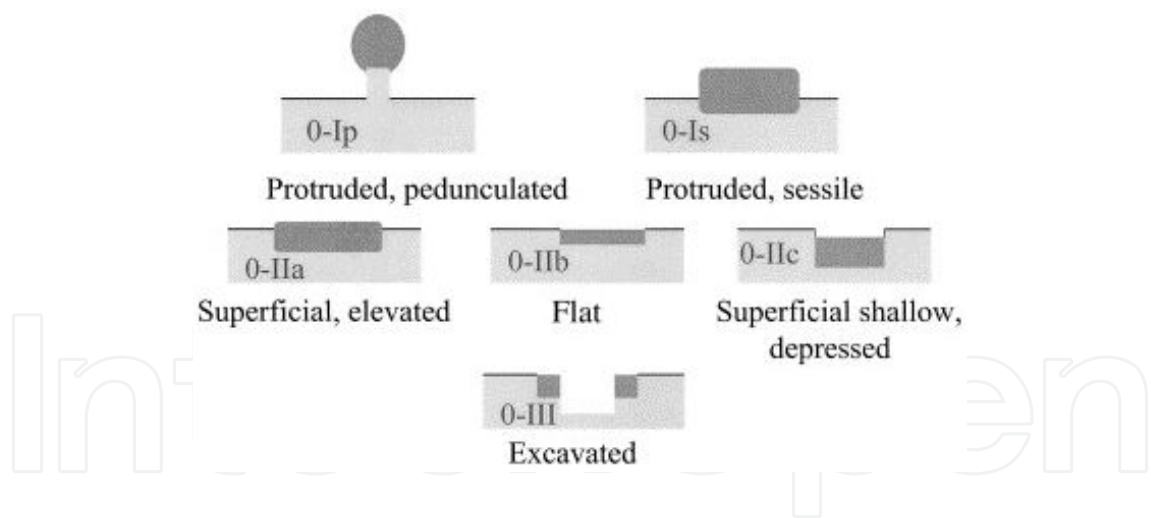 0-Ip
0-Is
Protruded, pedunculated
Protruded, sessile
0-IIa
0-IIb
0-IIc
Superficial, elevated
Flat
Superficial shallow,
depressed
0-III
Excavated